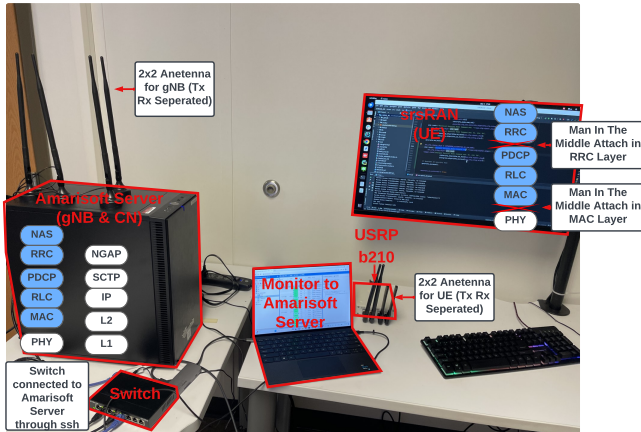 2x2 Anetenna
for gNB (Tx
Rx Seperated)
srsRAN
(UE)
NAS
RRC
PDCP
RLC
MAC
PHY
Man In The
Middle Attach in
RRC Layer
Man In The
Middle Attach in
MAC Layer
Amarisoft Server
(gNB & CN)
NAS
RRC
PDCP
RLC
MAC
PHY
NGAP
SCTP
IP
L2
L1
USRP
b210
Monitor to
Amarisoft
Server
2x2 Anetenna
for UE (Tx Rx
Seperated)
Switch
connected to
Amarisoft
Server
through ssh
Switch